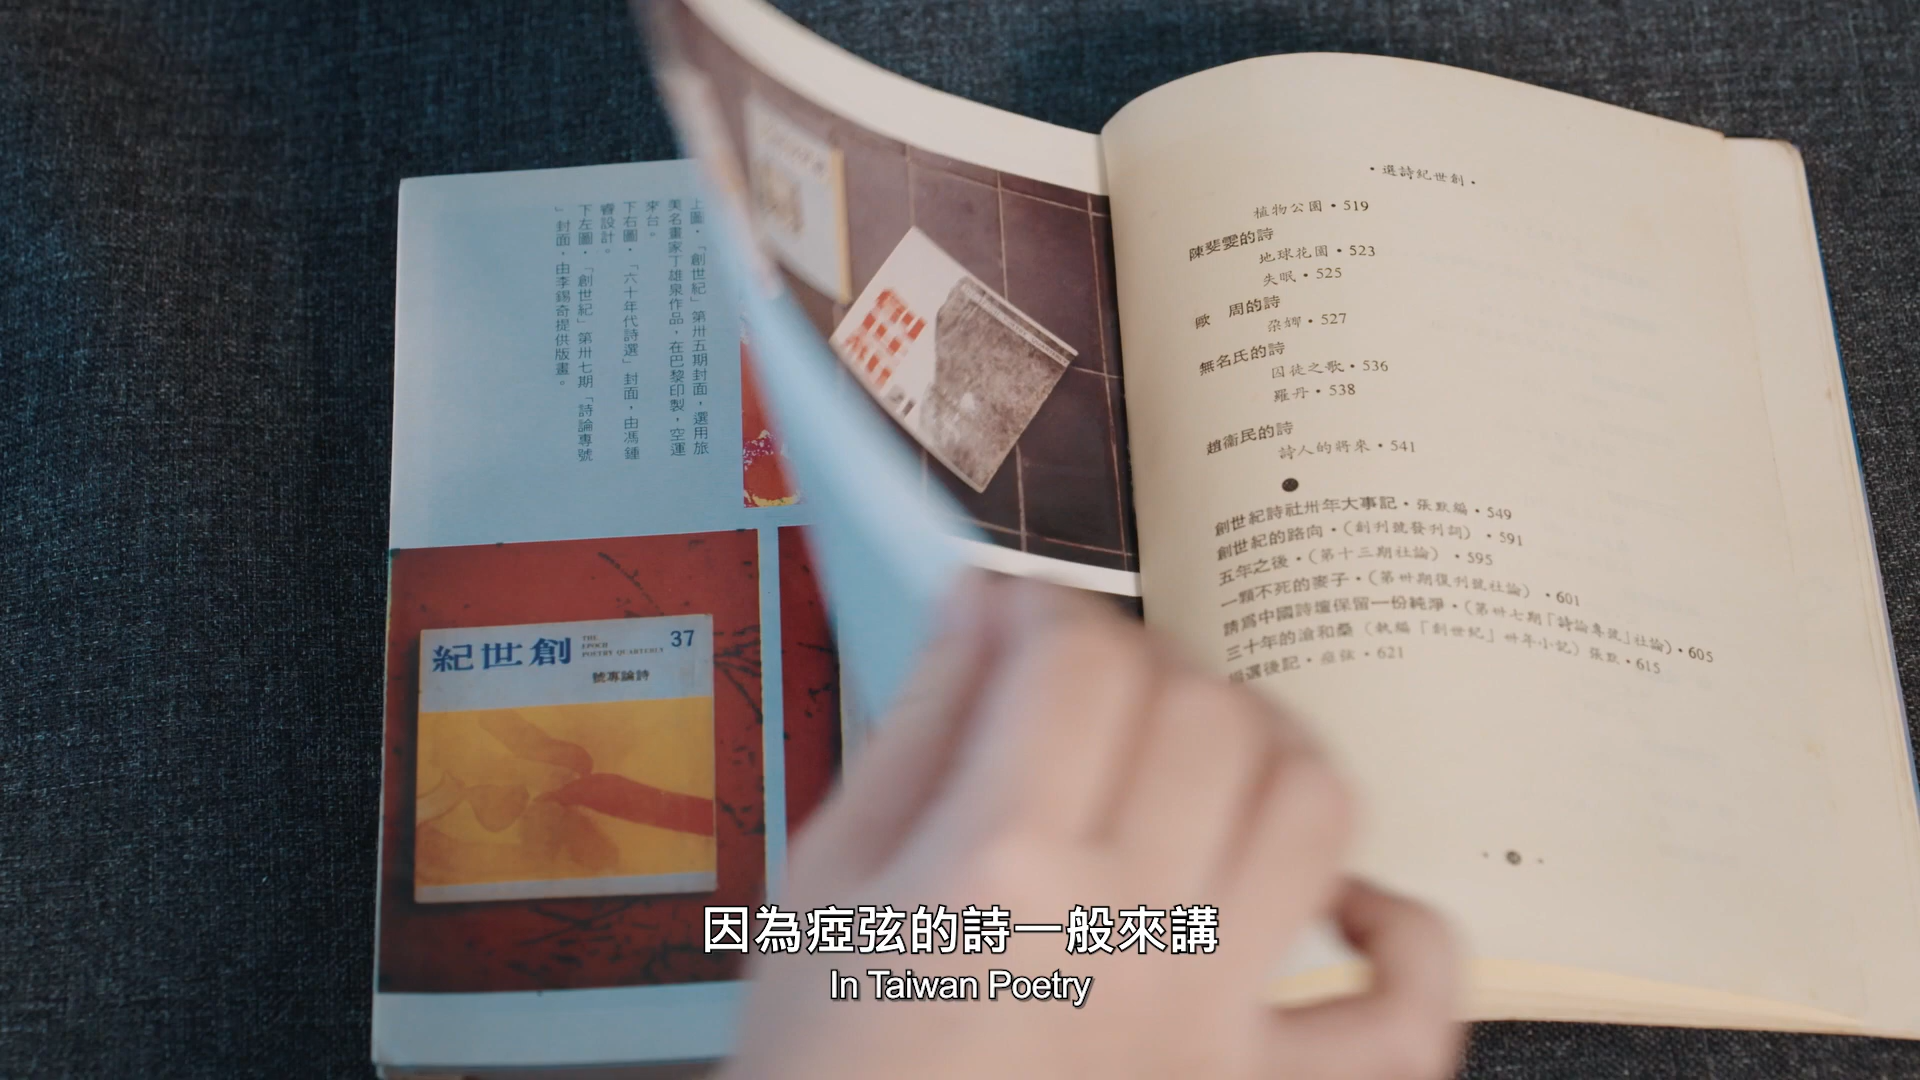 上圖・「創世紀」第卅五期封面，選用旅
美名畫家丁雄泉作品，在巴黎印製，空運
來台。
下右圖・「六十年代詩選」封面，由馮鍾
睿設計。
下左圖・「創世紀」第卅七期「詩論專號
」封面，由李錫奇提供版畫。
紀世創
THE
EPOCH
POETRY QUARTERLY
37
號專論詩
・選詩紀世創・
植物公園・519
陳斐雯的詩
地球花園・523
失眠・525
歐　周的詩
朶娜・527
無名氏的詩
囚徒之歌・536
羅丹・538
趙衛民的詩
詩人的將來・541
創世紀詩社卅年大事記・張默編・549
創世紀的路向・（創刊號發刊詞）・591
五年之後・（第十三期社論）・595
一顆不死的麥子・（第卅期復刊號社論）・601
請爲中國詩壇保留一份純淨・（第卅七期「詩論專號」社論）・605
三十年的滄和桑（執編「創世紀」卅年小記）張默・615
編選後記・瘂弦・621
因為瘂弦的詩一般來講
In Taiwan Poetry